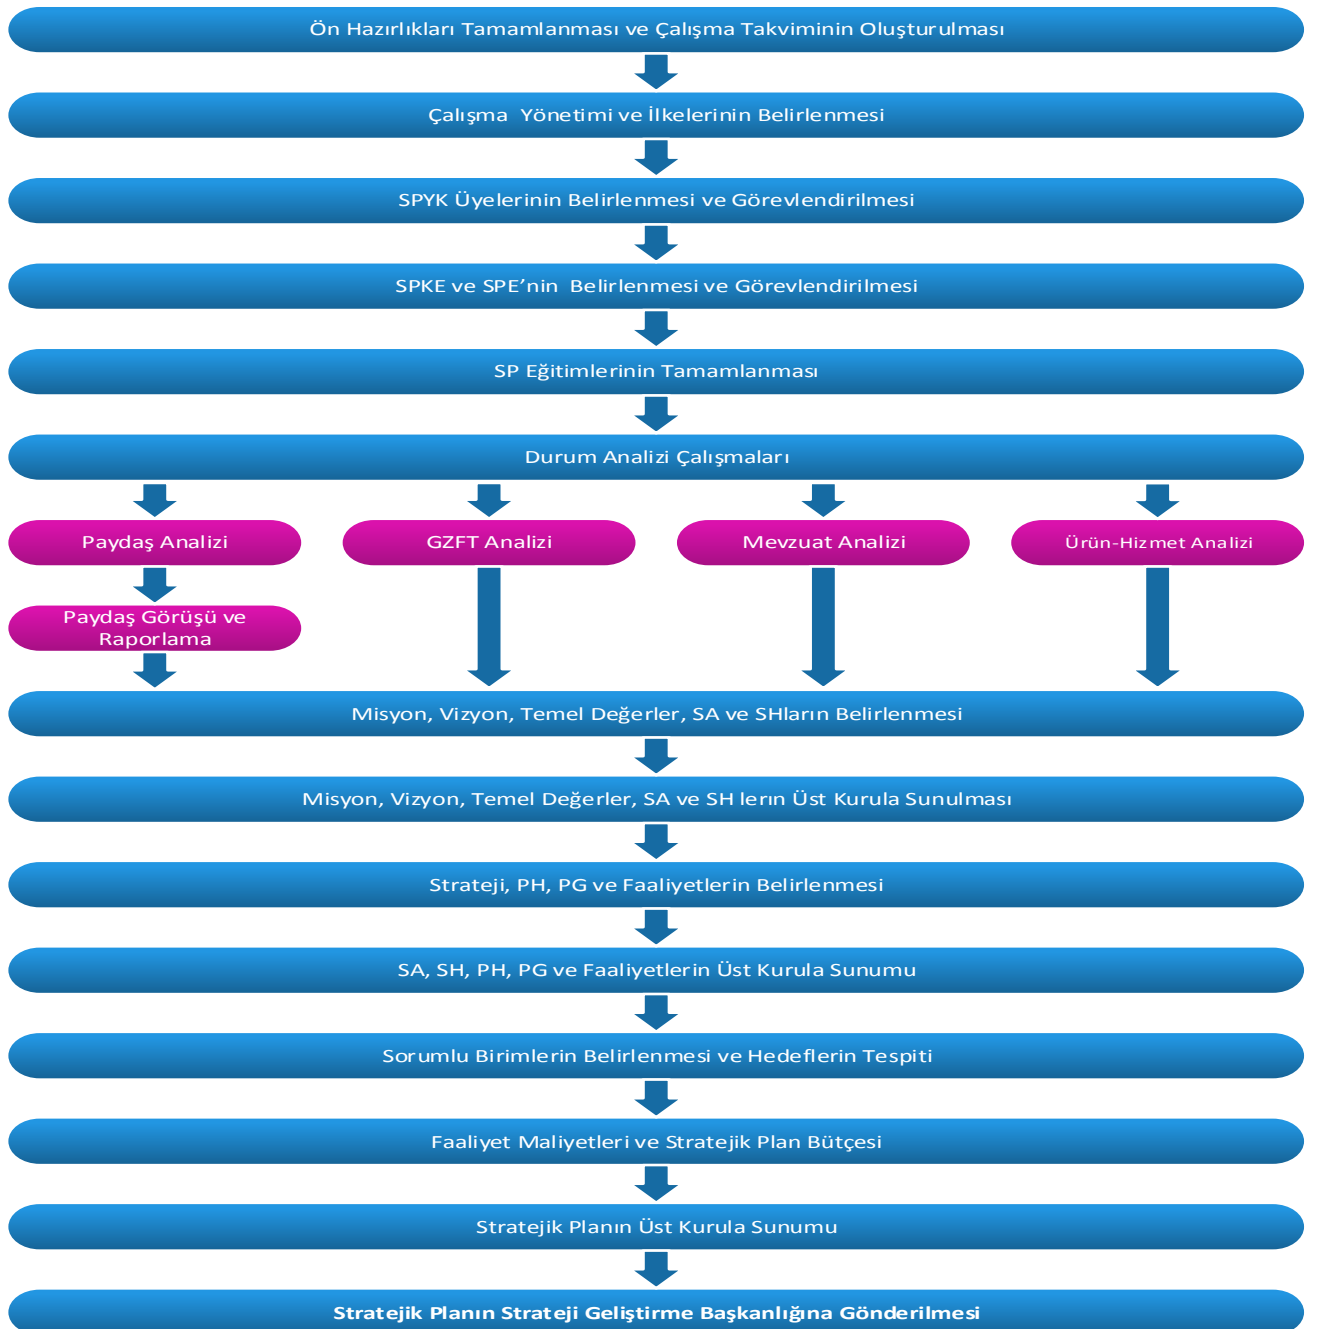 Ön Hazırlıkları Tamamlanması ve Çalışma Takviminin Oluşturulması
Çalışma Yönetimi ve İlkelerinin Belirlenmesi
SPYK Üyelerinin Belirlenmesi ve Görevlendirilmesi
SPKE ve SPE’nin Belirlenmesi ve Görevlendirilmesi
SP Eğitimlerinin Tamamlanması
Durum Analizi Çalışmaları
Paydaş Analizi
GZFT Analizi
Mevzuat Analizi
Ürün-Hizmet Analizi
Paydaş Görüşü ve
Raporlama
Misyon, Vizyon, Temel Değerler, SA ve SHların Belirlenmesi
Misyon, Vizyon, Temel Değerler, SA ve SH lerın Üst Kurula Sunulması
Strateji, PH, PG ve Faaliyetlerin Belirlenmesi
SA, SH, PH, PG ve Faaliyetlerin Üst Kurula Sunumu
Sorumlu Birimlerin Belirlenmesi ve Hedeflerin Tespiti
Faaliyet Maliyetleri ve Stratejik Plan Bütçesi
Stratejik Planın Üst Kurula Sunumu
Stratejik Planın Strateji Geliştirme Başkanlığına Gönderilmesi